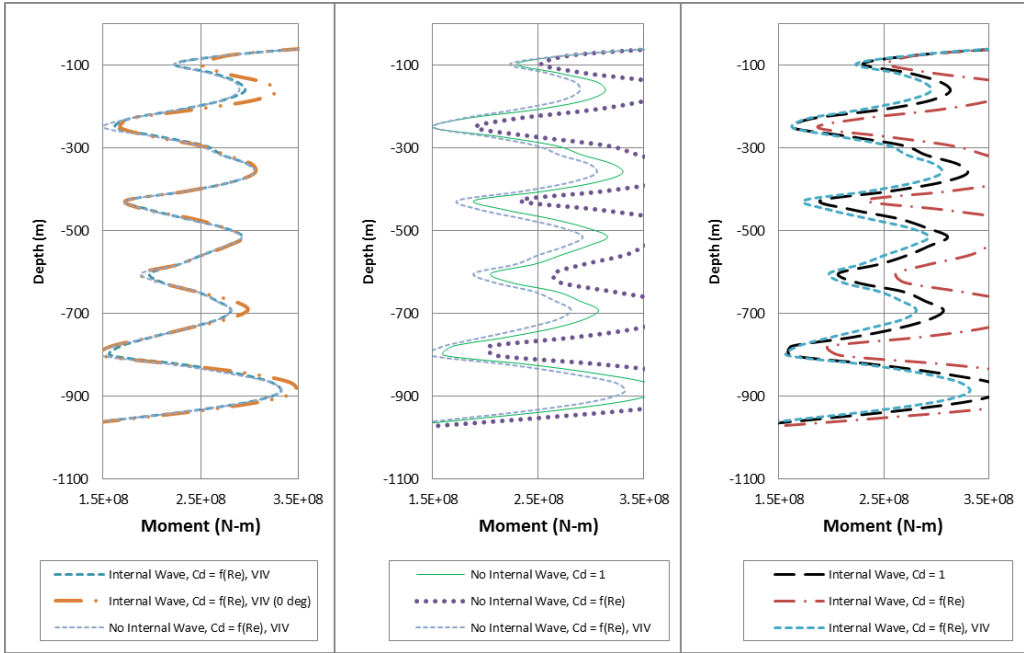 -100
-300
-500
-700
-900
-1100
Depth (m)
1.5E+08 2.5E+08 3.5E+08
Moment (N-m)
Internal Wave, Cd = f(Re), VIV
Internal Wave, Cd = f(Re), VIV (0 deg)
No Internal Wave, Cd = f(Re), VIV
-100
-300
-500
-700
-900
-1100
Depth (m)
1.5E+08 2.5E+08 3.5E+08
Moment (N-m)
No Internal Wave, Cd = 1
No Internal Wave, Cd = f(Re)
No Internal Wave, Cd = f(Re), VIV
-100
-300
-500
-700
-900
-1100
Depth (m)
1.5E+08 2.5E+08 3.5E+08
Moment (N-m)
Internal Wave, Cd = 1
Internal Wave, Cd = f(Re)
Internal Wave, Cd = f(Re), VIV